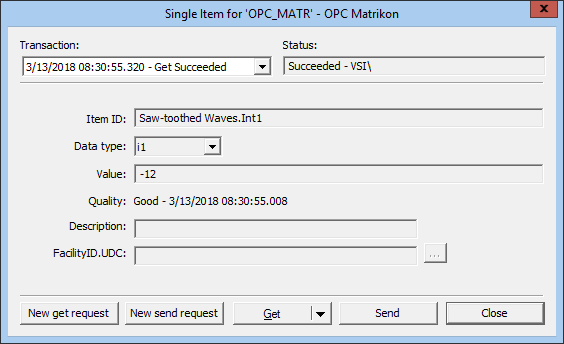 Single Item for 'OPC_MATR' - OPC Matrikon
Transaction:
3/13/2018 08:30:55.320 - Get Succeeded
Status:
Succeeded - VSI\
Item ID: Saw-toothed Waves.Int1
Data type: i1
Value: -12
Quality: Good - 3/13/2018 08:30:55.008
Description:
FacilityID.UDC:
...
New get request
New send request
Get
Send
Close